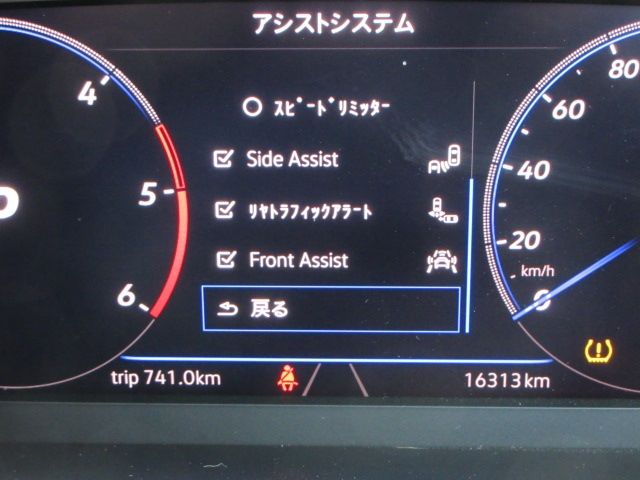 アシストシステム
スピードリミッター
Side Assist
リヤトラフィックアラート
Front Assist
戻る
4
5
6
80
60
40
20
km/h
0
trip 741.0km
16313km